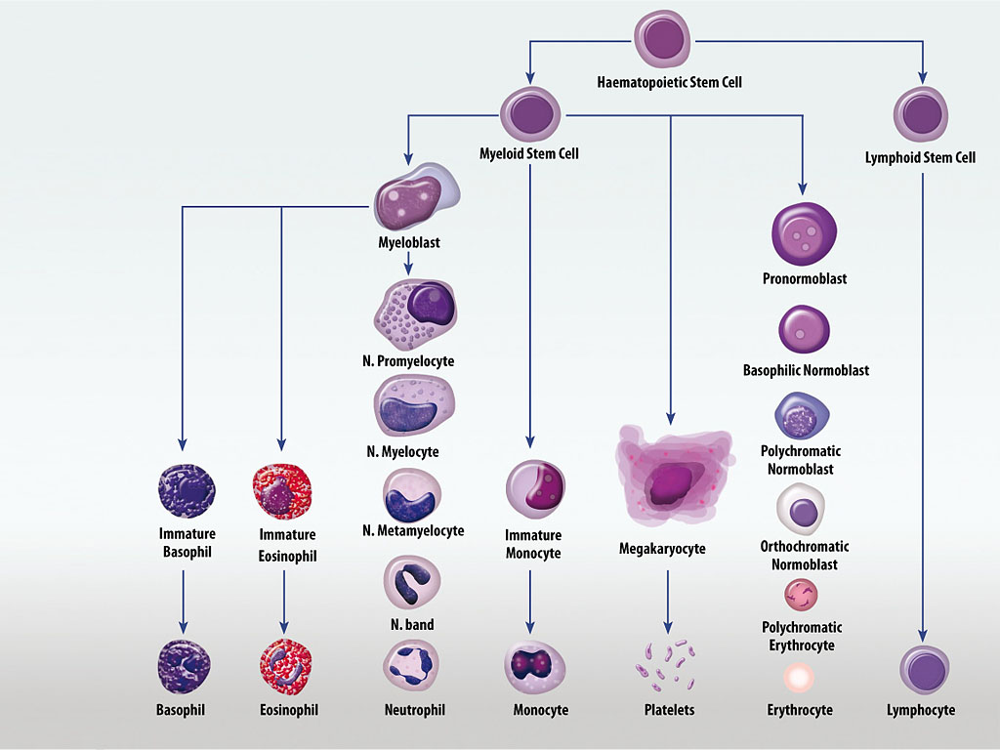 Haematopoietic Stem Cell
Myeloid Stem Cell
Lymphoid Stem Cell
Myeloblast
Pronormoblast
N. Promyelocyte
Basophilic Normoblast
N. Myelocyte
Polychromatic
Normoblast
Immature
Basophil
Immature
Eosinophil
N. Metamyelocyte
Immature
Monocyte
Megakaryocyte
Orthochromatic
Normoblast
N. band
Polychromatic
Erythrocyte
Basophil
Eosinophil
Neutrophil
Monocyte
Platelets
Erythrocyte
Lymphocyte